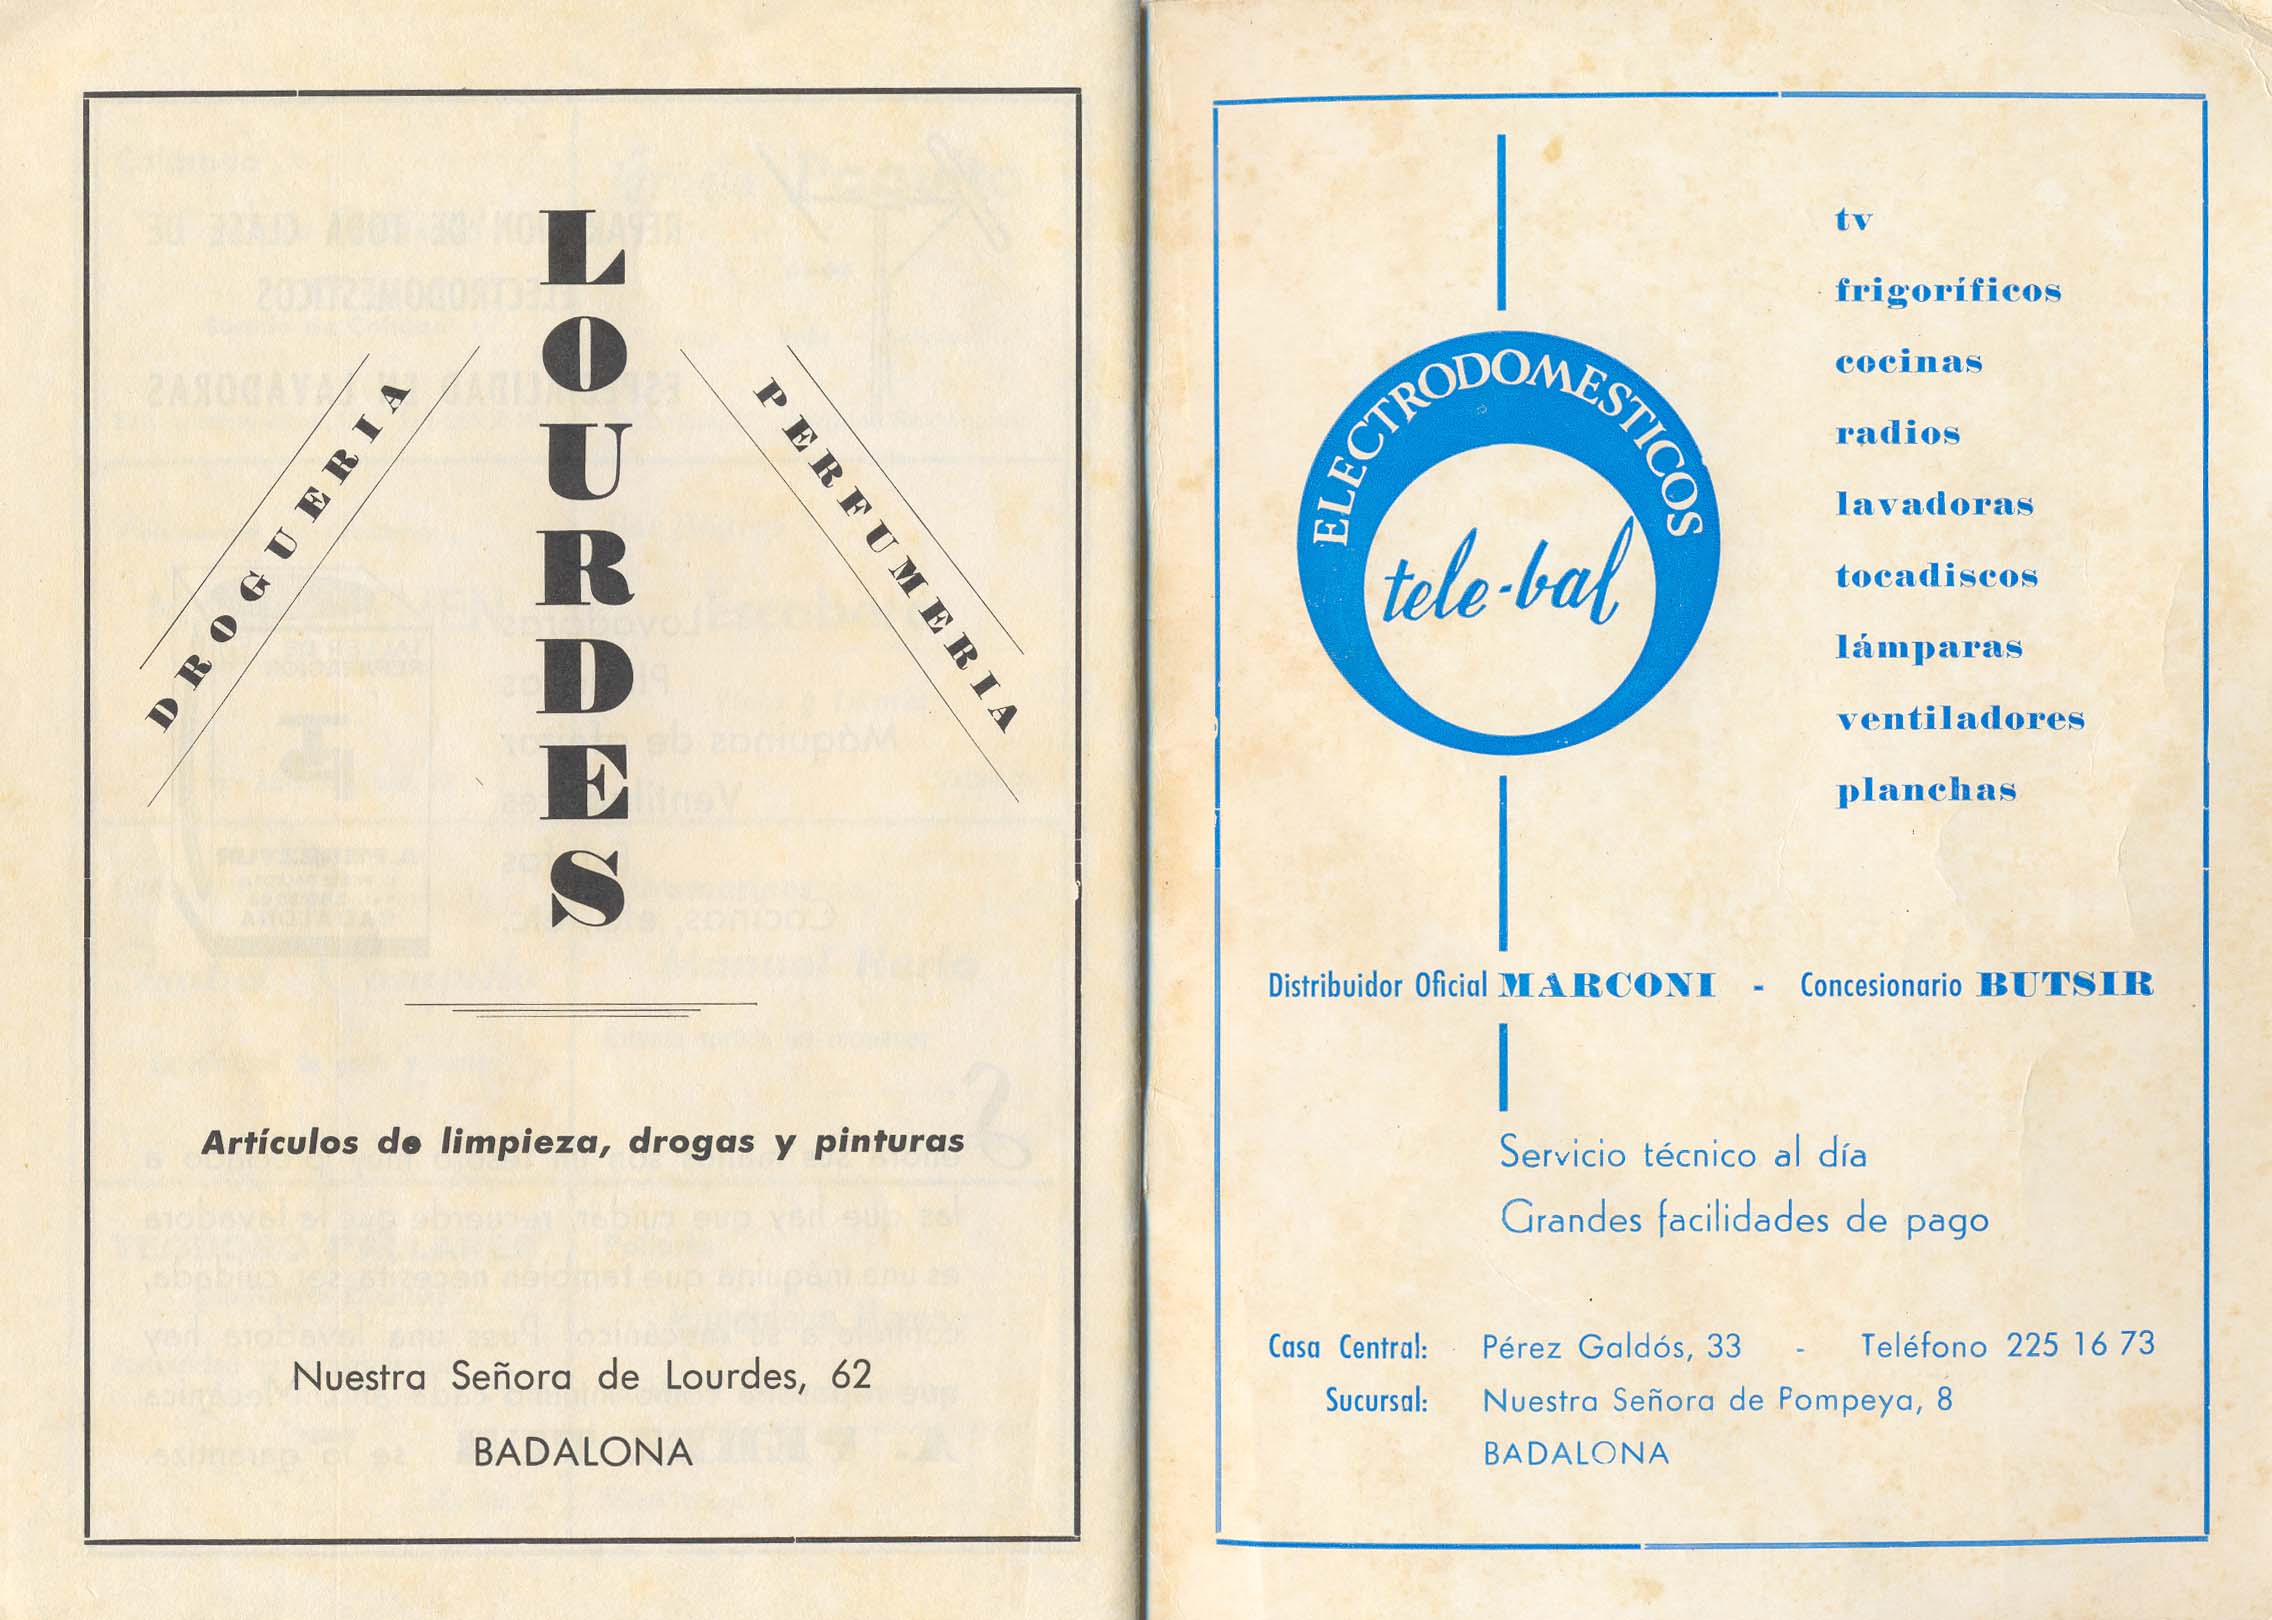 DROGUERIA
LOURDES
PERFUMERIA
Artículos de limpieza, drogas y pinturas
Nuestra Señora de Lourdes, 62
BADALONA
ELECTRODOMESTICOS
tele-bal
tv
frigoríficos
cocinas
radios
lavadoras
tocadiscos
lámparas
ventiladores
planchas
Distribuidor Oficial MARCONI - Concesionario BUTSIR
Servicio técnico al día
Grandes facilidades de pago
Casa Central: Pérez Galdós, 33 - Teléfono 225 16 73
Sucursal: Nuestra Señora de Pompeya, 8
BADALONA